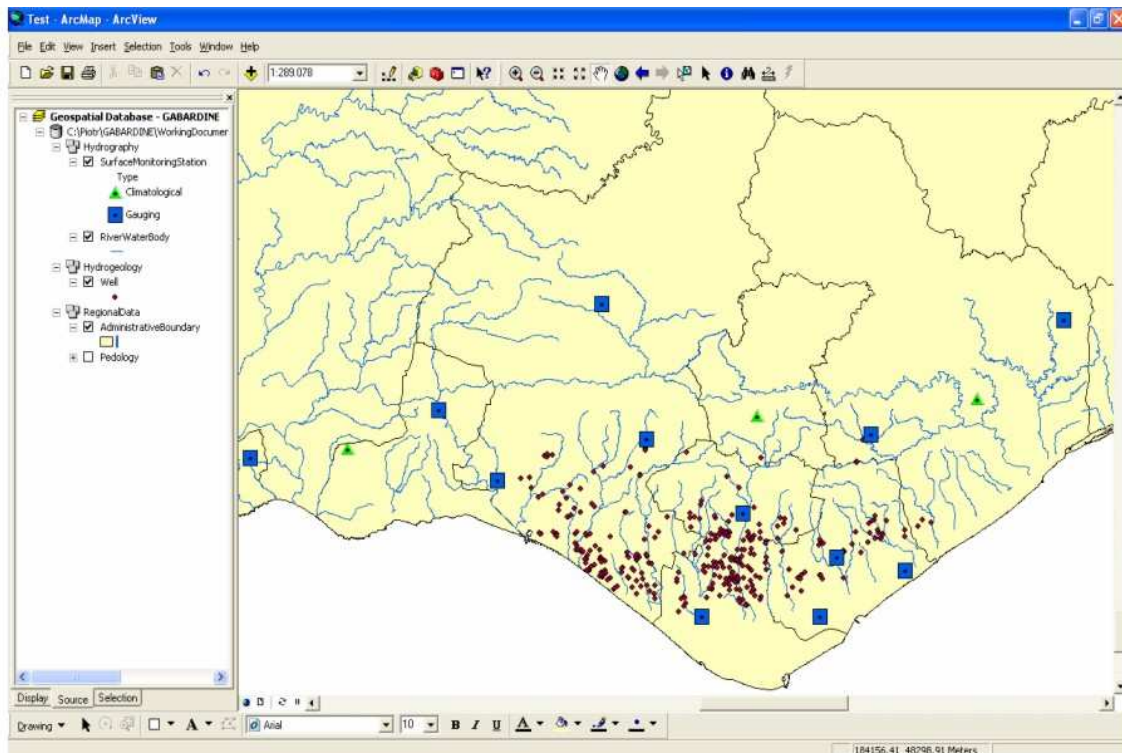 Test - ArcMap - ArcView
File Edit View Insert Selection Tools Window Help
1:289.078
Geospatial Database - GABARDINE
C:\Piotr\GABARDINE\WorkingDocumer
Hydrography
SurfaceMonitoringStation
Type
Climatological
Gauging
RiverWaterBody
Hydrogeology
Well
RegionalData
AdministrativeBoundary
Pedology
Display Source Selection
Drawing A Arial 10 B I U A
184156.41 48298.91 Meters